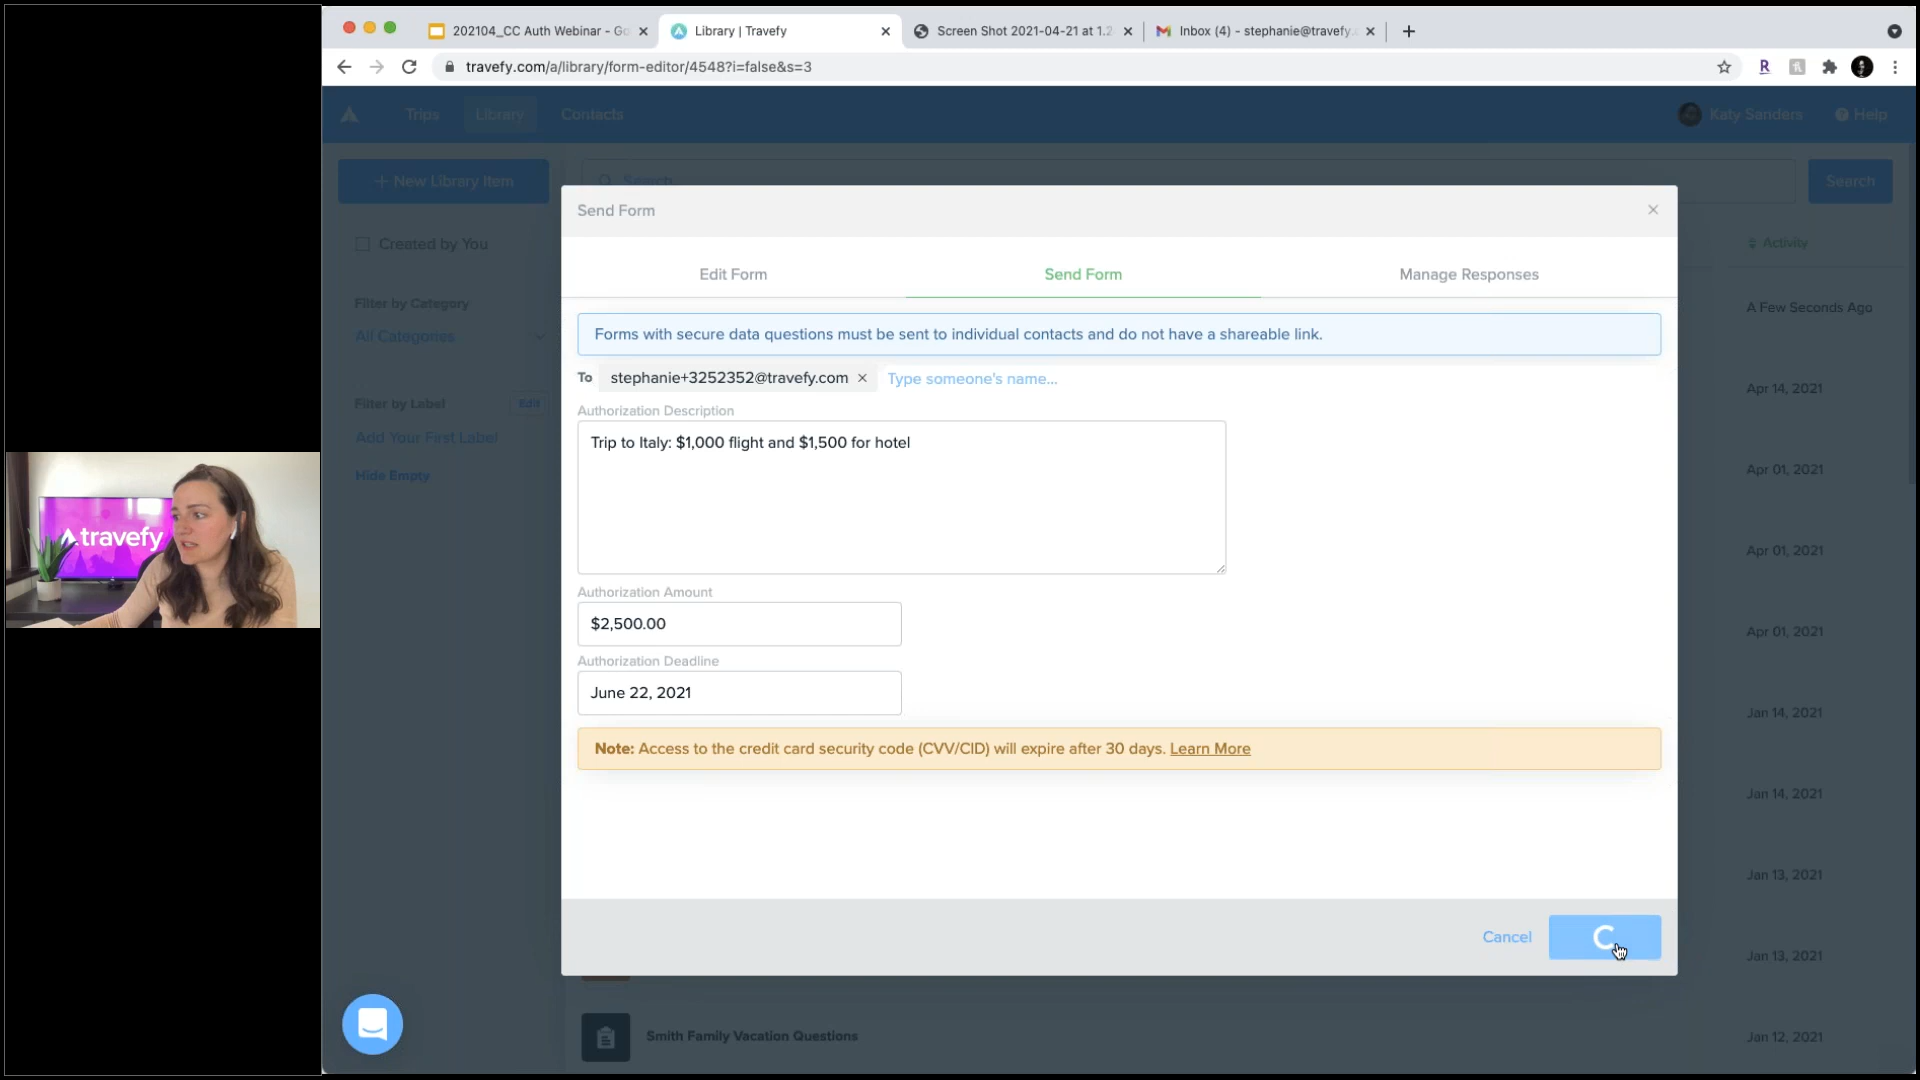 202104_CC Auth Webinar - Go
Library | Travefy
Screen Shot 2021-04-21 at 1.2
Inbox (4) - stephanie@travefy.
travefy.com/a/library/form-editor/4548?i=false&s=3
Trips
Library
Contacts
Katy Sanders
Help
+ New Library Item
Search...
Search
Created by You
Filter by Category
All Categories
Filter by Label
Edit
Add Your First Label
Hide Empty
Activity
A Few Seconds Ago
Apr 14, 2021
Apr 01, 2021
Apr 01, 2021
Apr 01, 2021
Jan 14, 2021
Jan 14, 2021
Jan 13, 2021
Jan 13, 2021
Jan 12, 2021
Send Form
Edit Form
Send Form
Manage Responses
Forms with secure data questions must be sent to individual contacts and do not have a shareable link.
To stephanie+3252352@travefy.com × Type someone's name...
Authorization Description
Trip to Italy: $1,000 flight and $1,500 for hotel
Authorization Amount
$2,500.00
Authorization Deadline
June 22, 2021
Note: Access to the credit card security code (CVV/CID) will expire after 30 days. Learn More
Cancel
Smith Family Vacation Questions
travefy